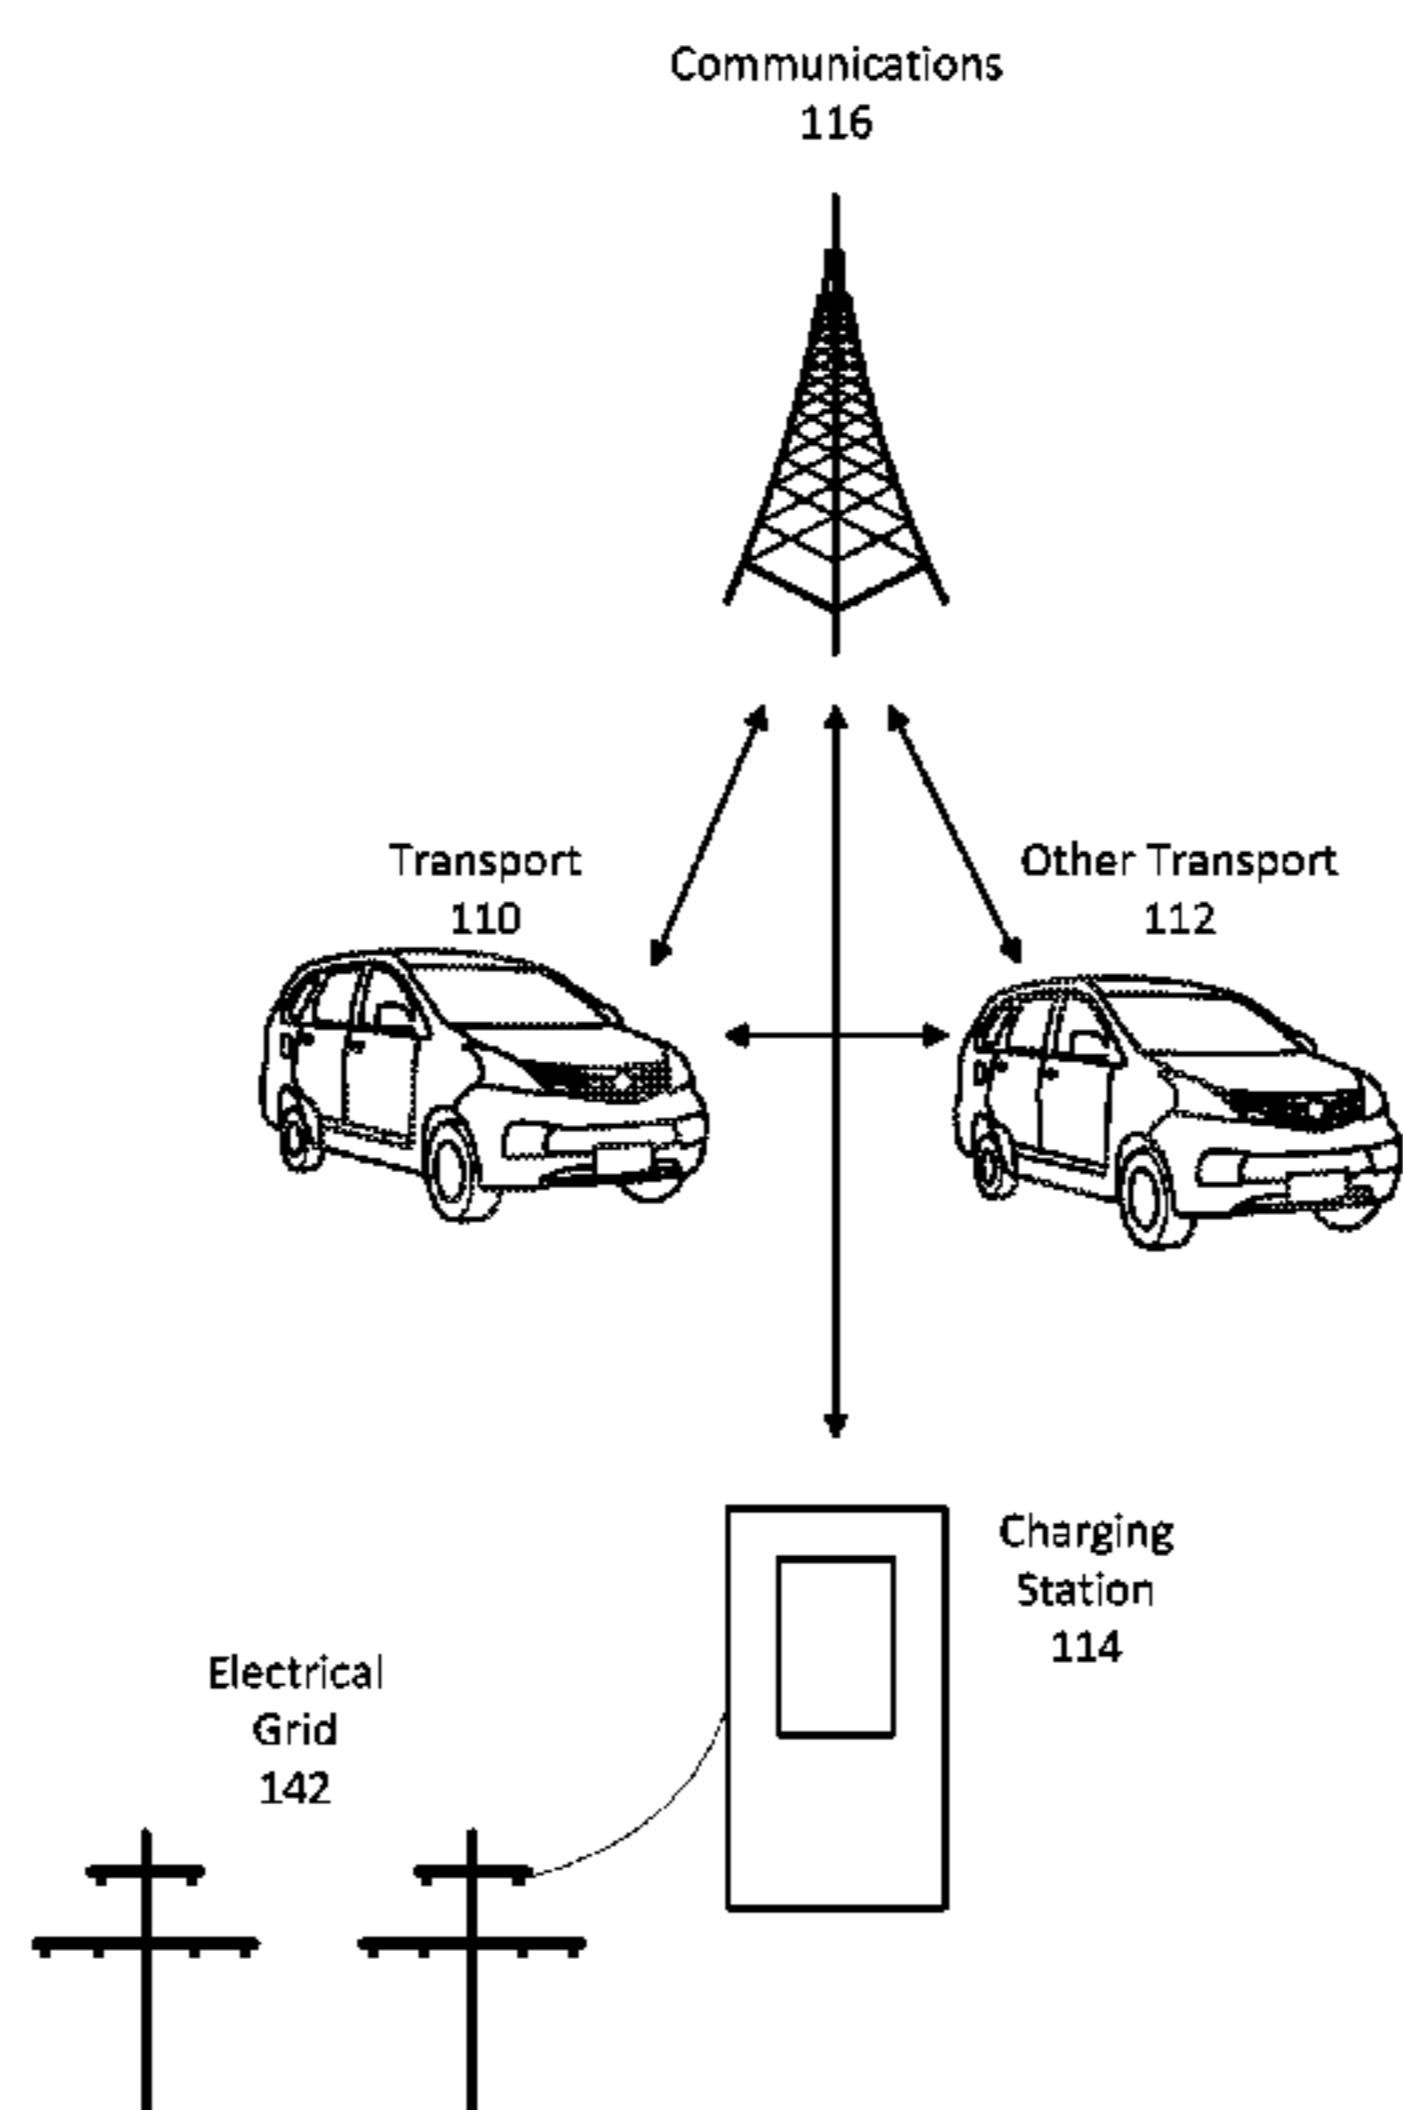 Communications
116
Transport
110
Other Transport
112
Charging
Station
114
Electrical
Grid
142